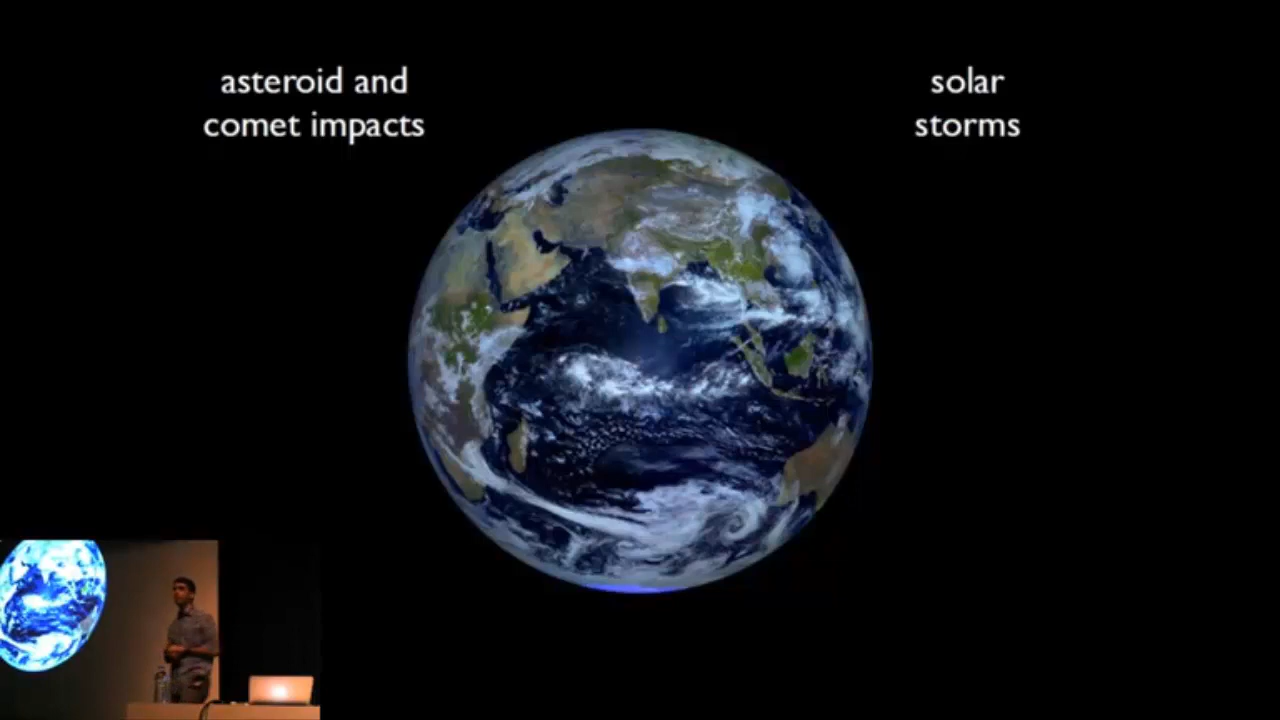 asteroid and
comet impacts
solar
storms